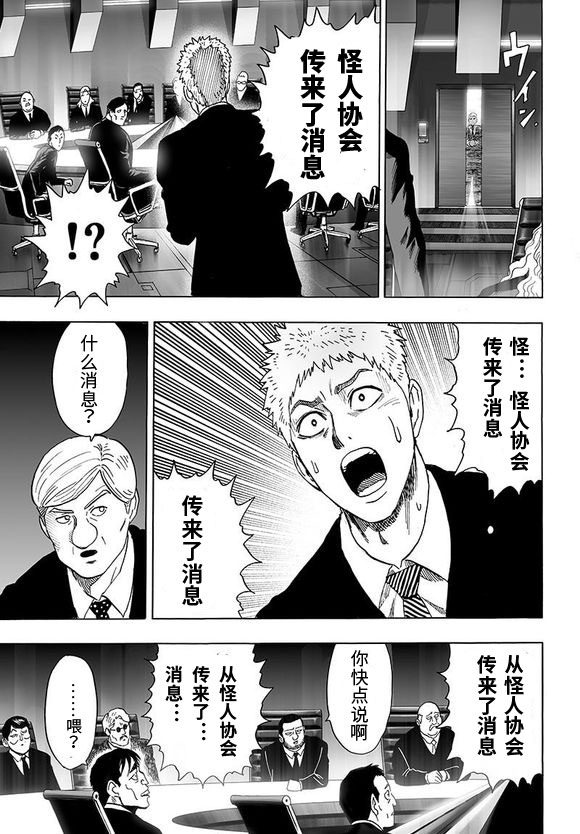 ウィイン
怪人协会
传来了消息
!?
怪… 怪人协会
传来了消息
传来了消息
什么消息？
从怪人协会
传来了消息
你快点说啊
从怪人协会
传来了…
消息…
……喂？